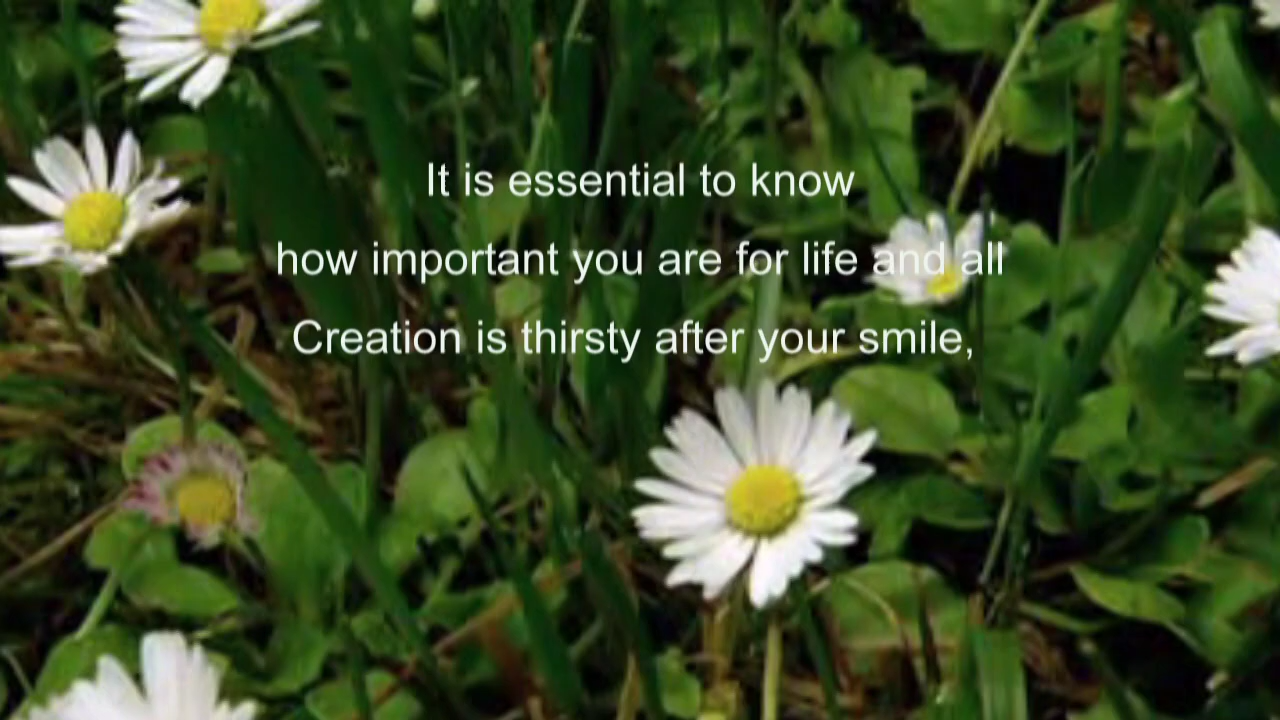 It is essential to know
how important you are for life and all
Creation is thirsty after your smile,